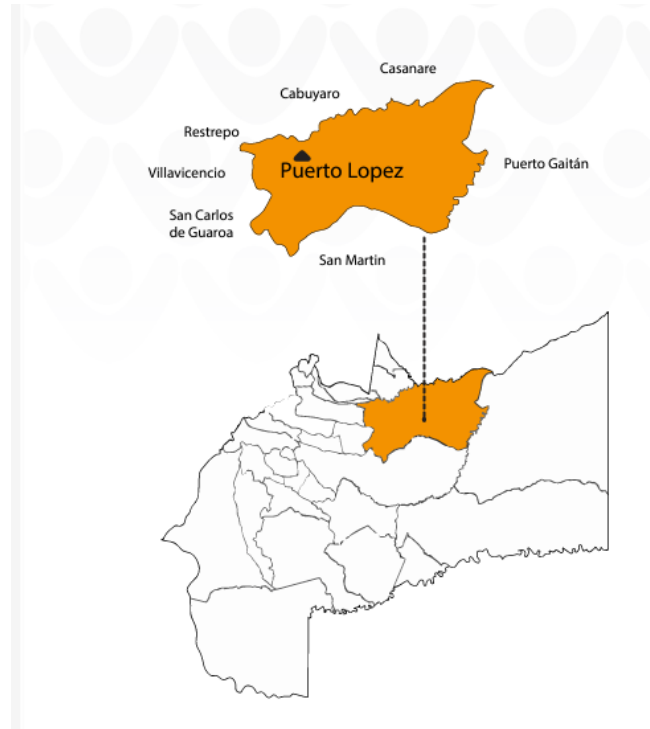 Casanare
Cabuyaro
Restrepo
Puerto Gaitán
Villavicencio
Puerto Lopez
San Carlos
de Guaroa
San Martin